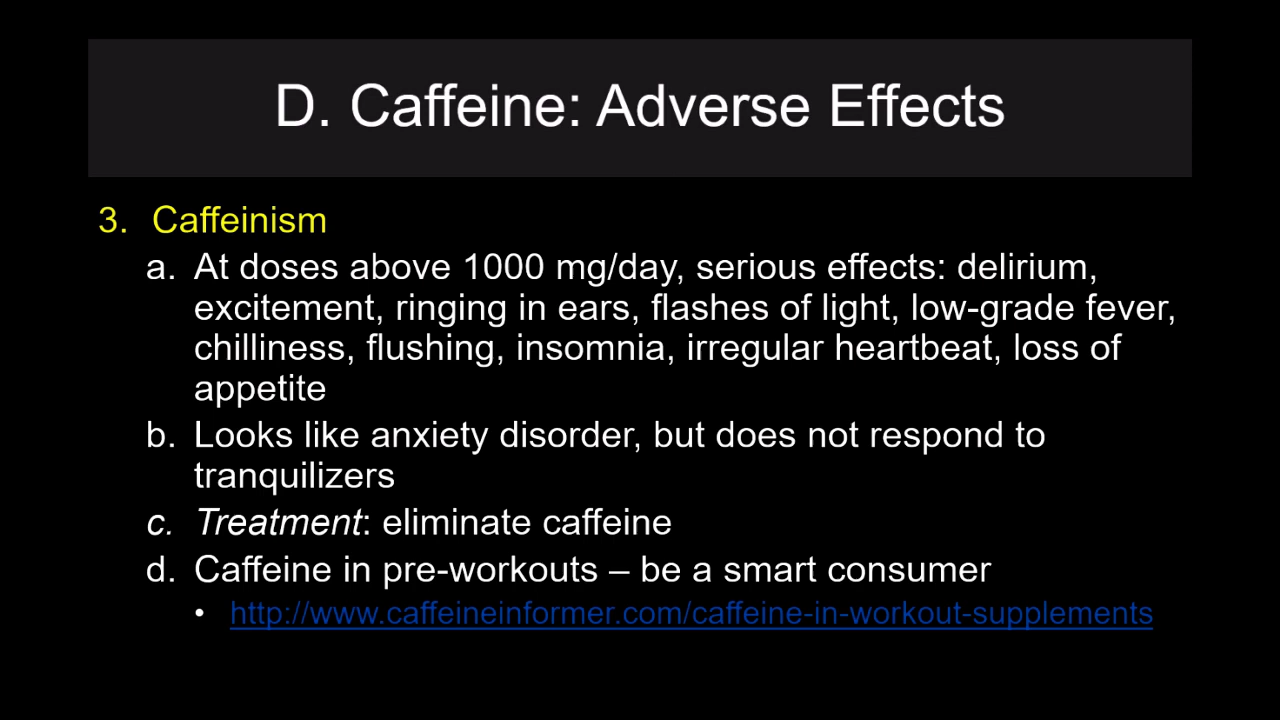 D. Caffeine: Adverse Effects
3. Caffeinism
a. At doses above 1000 mg/day, serious effects: delirium,
excitement, ringing in ears, flashes of light, low-grade fever,
chilliness, flushing, insomnia, irregular heartbeat, loss of
appetite
b. Looks like anxiety disorder, but does not respond to
tranquilizers
c. Treatment: eliminate caffeine
d. Caffeine in pre-workouts – be a smart consumer
• http://www.caffeineinformer.com/caffeine-in-workout-supplements